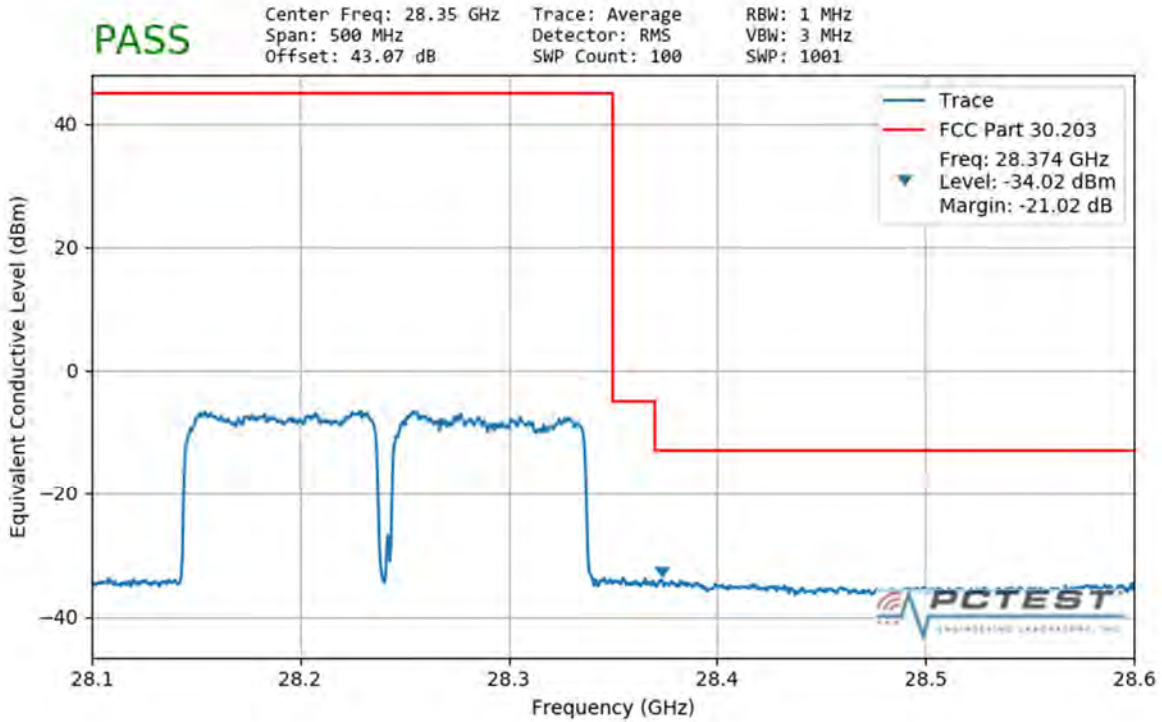 PASS
Center Freq: 28.35 GHz
Span: 500 MHz
Offset: 43.07 dB
Trace: Average
Detector: RMS
SWP Count: 100
RBW: 1 MHz
VBW: 3 MHz
SWP: 1001
Trace
FCC Part 30.203
Freq: 28.374 GHz
Level: -34.02 dBm
Margin: -21.02 dB
Equivalent Conductive Level (dBm)
40
20
0
−20
−40
PCTEST
ENGINEERING LABORATORY, INC.
28.1 28.2 28.3 28.4 28.5 28.6
Frequency (GHz)